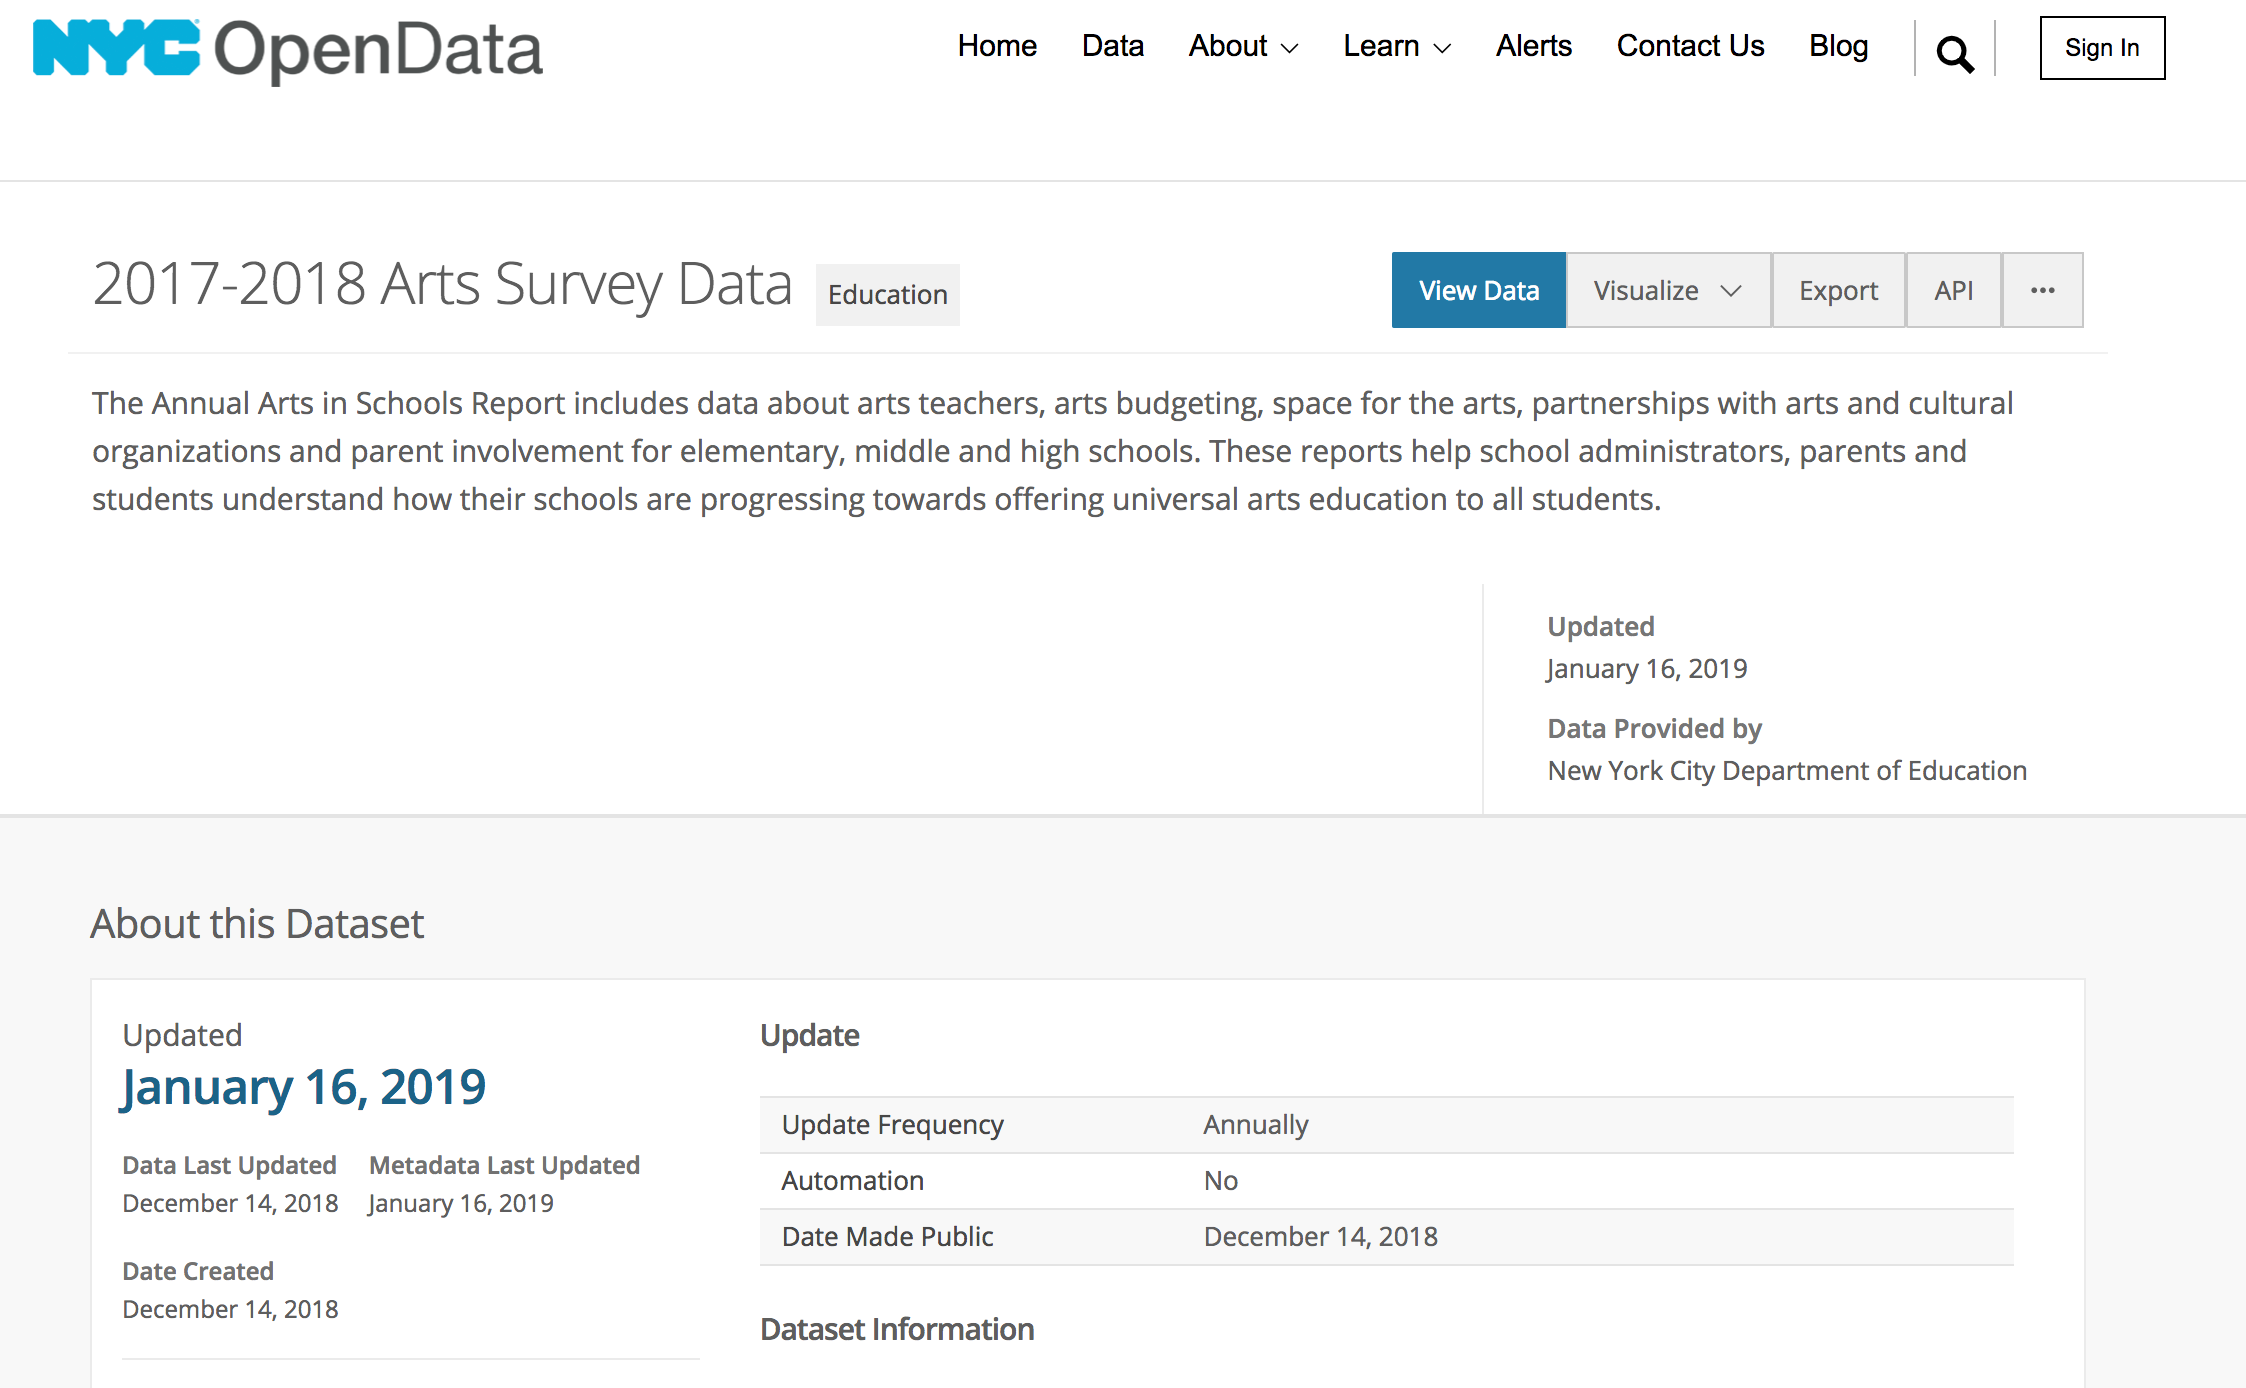 NYC OpenData
Home Data About Learn Alerts Contact Us Blog Sign In
2017-2018 Arts Survey Data Education
View Data Visualize Export API ...
The Annual Arts in Schools Report includes data about arts teachers, arts budgeting, space for the arts, partnerships with arts and cultural
organizations and parent involvement for elementary, middle and high schools. These reports help school administrators, parents and
students understand how their schools are progressing towards offering universal arts education to all students.
Updated
January 16, 2019
Data Provided by
New York City Department of Education
About this Dataset
Updated
January 16, 2019
Data Last Updated Metadata Last Updated
December 14, 2018 January 16, 2019
Date Created
December 14, 2018
Update
Update Frequency Annually
Automation No
Date Made Public December 14, 2018
Dataset Information